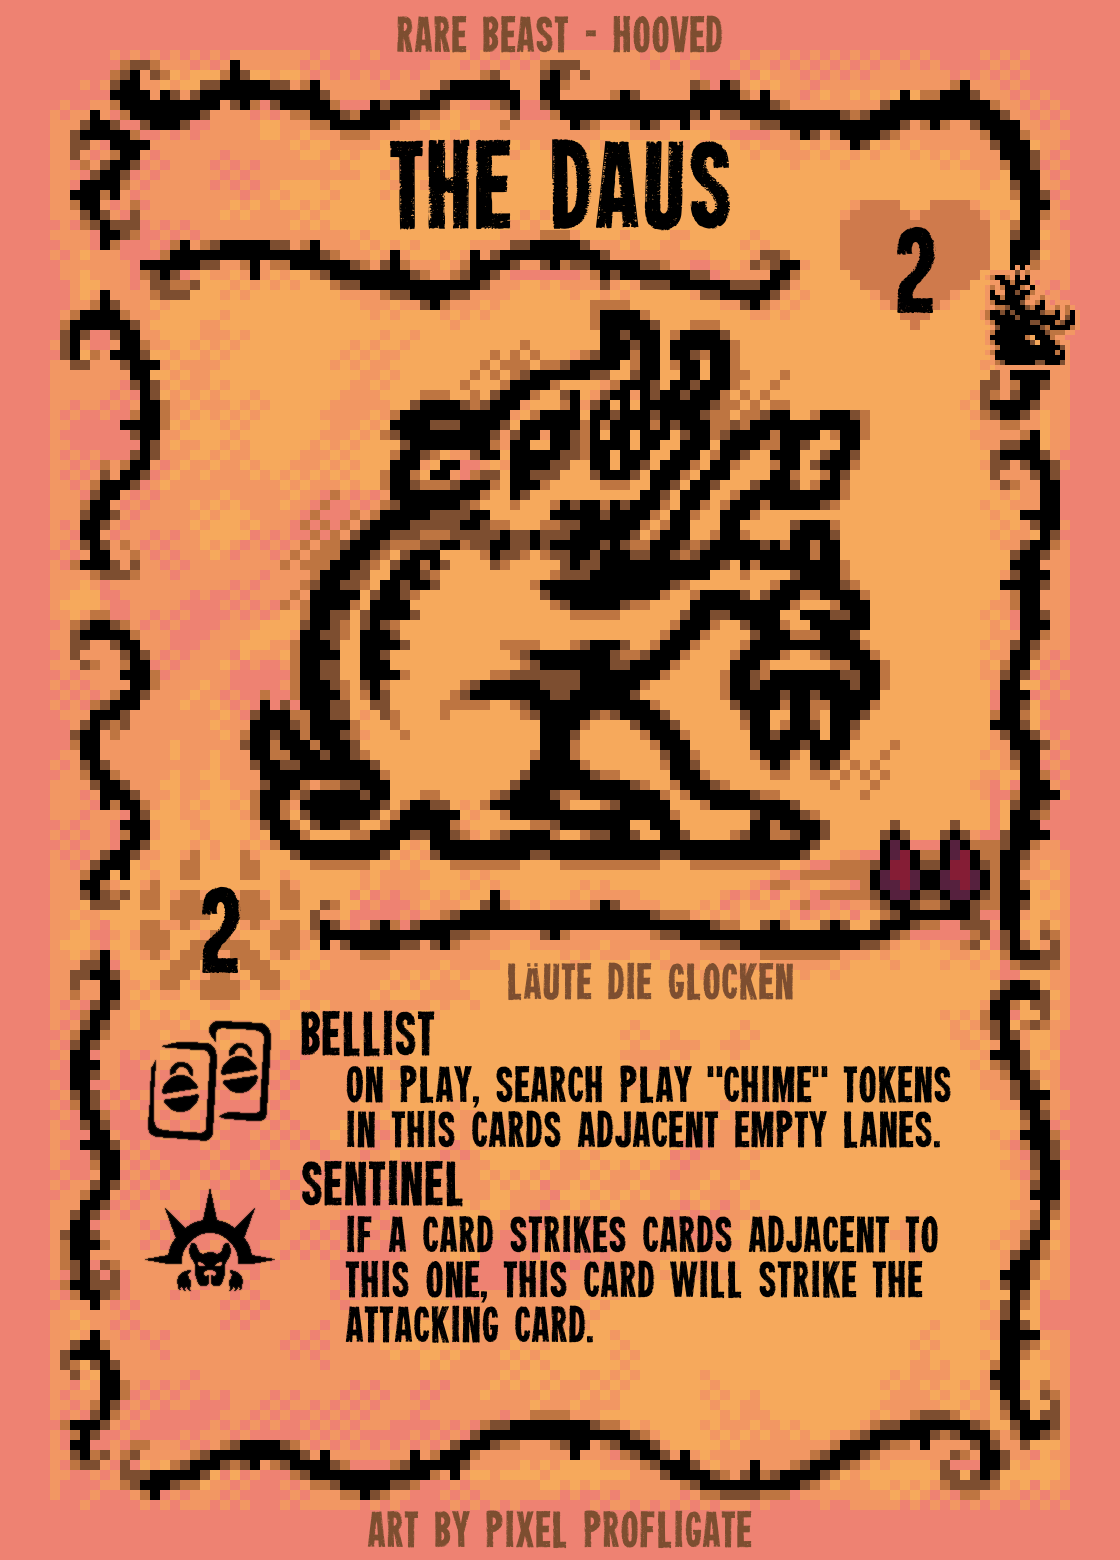 RARE BEAST - HOOVED
THE DAUS
2
2
LÄUTE DIE GLOCKEN
BELLIST
ON PLAY, SEARCH PLAY "CHIME" TOKENS
IN THIS CARDS ADJACENT EMPTY LANES.
SENTINEL
IF A CARD STRIKES CARDS ADJACENT TO
THIS ONE, THIS CARD WILL STRIKE THE
ATTACKING CARD.
ART BY PIXEL PROFLIGATE